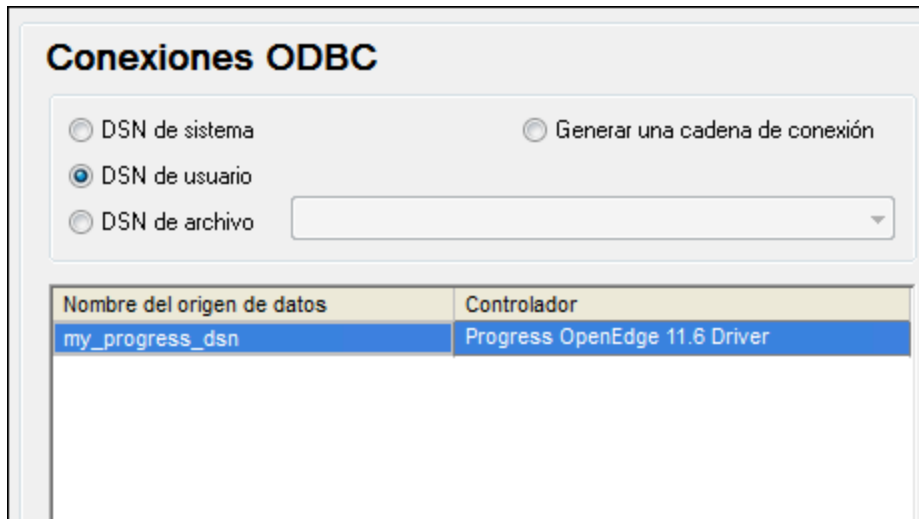 Conexiones ODBC
DSN de sistema
Generar una cadena de conexión
DSN de usuario
DSN de archivo
Nombre del origen de datos Controlador
my_progress_dsn Progress OpenEdge 11.6 Driver